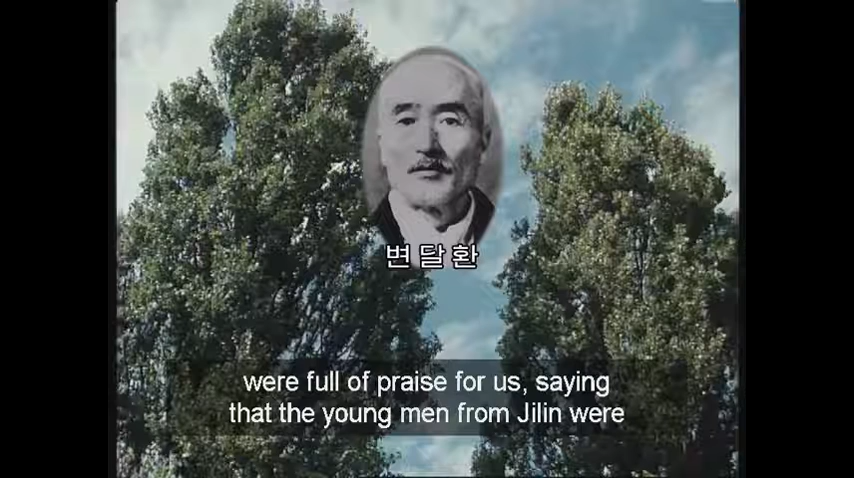 변달환
were full of praise for us, saying
that the young men from Jilin were